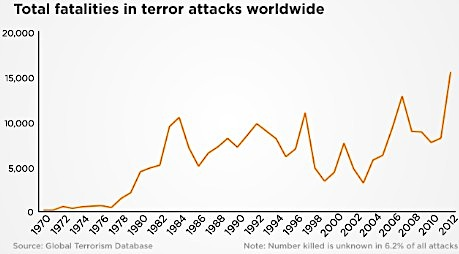 Total fatalities in terror attacks worldwide
20,000
15,000
10,000
5,000
0
1970 1972 1974 1976 1978 1980 1982 1984 1986 1988 1990 1992 1994 1996 1998 2000 2002 2004 2006 2008 2010 2012
Source: Global Terrorism Database
Note: Number killed is unknown in 6.2% of all attacks